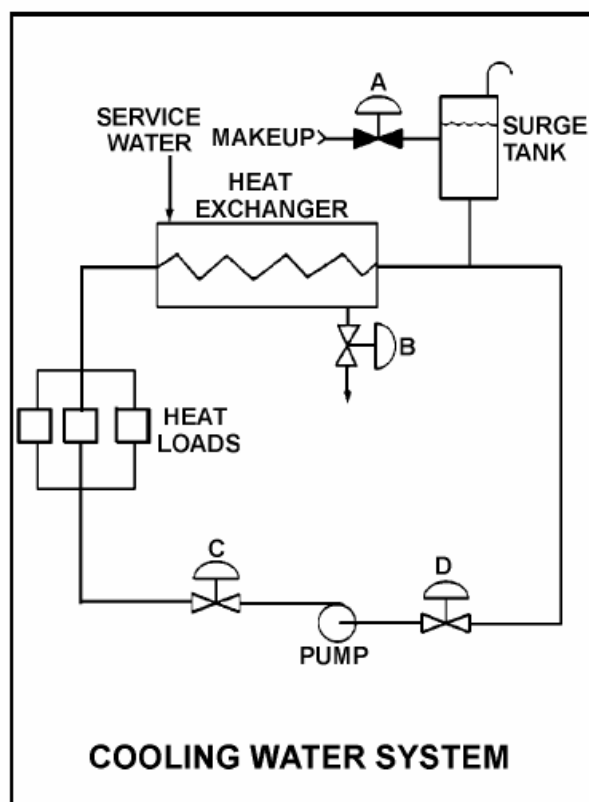 A
SERVICE
WATER
MAKEUP
SURGE
TANK
HEAT
EXCHANGER
B
HEAT
LOADS
C
D
PUMP
COOLING WATER SYSTEM